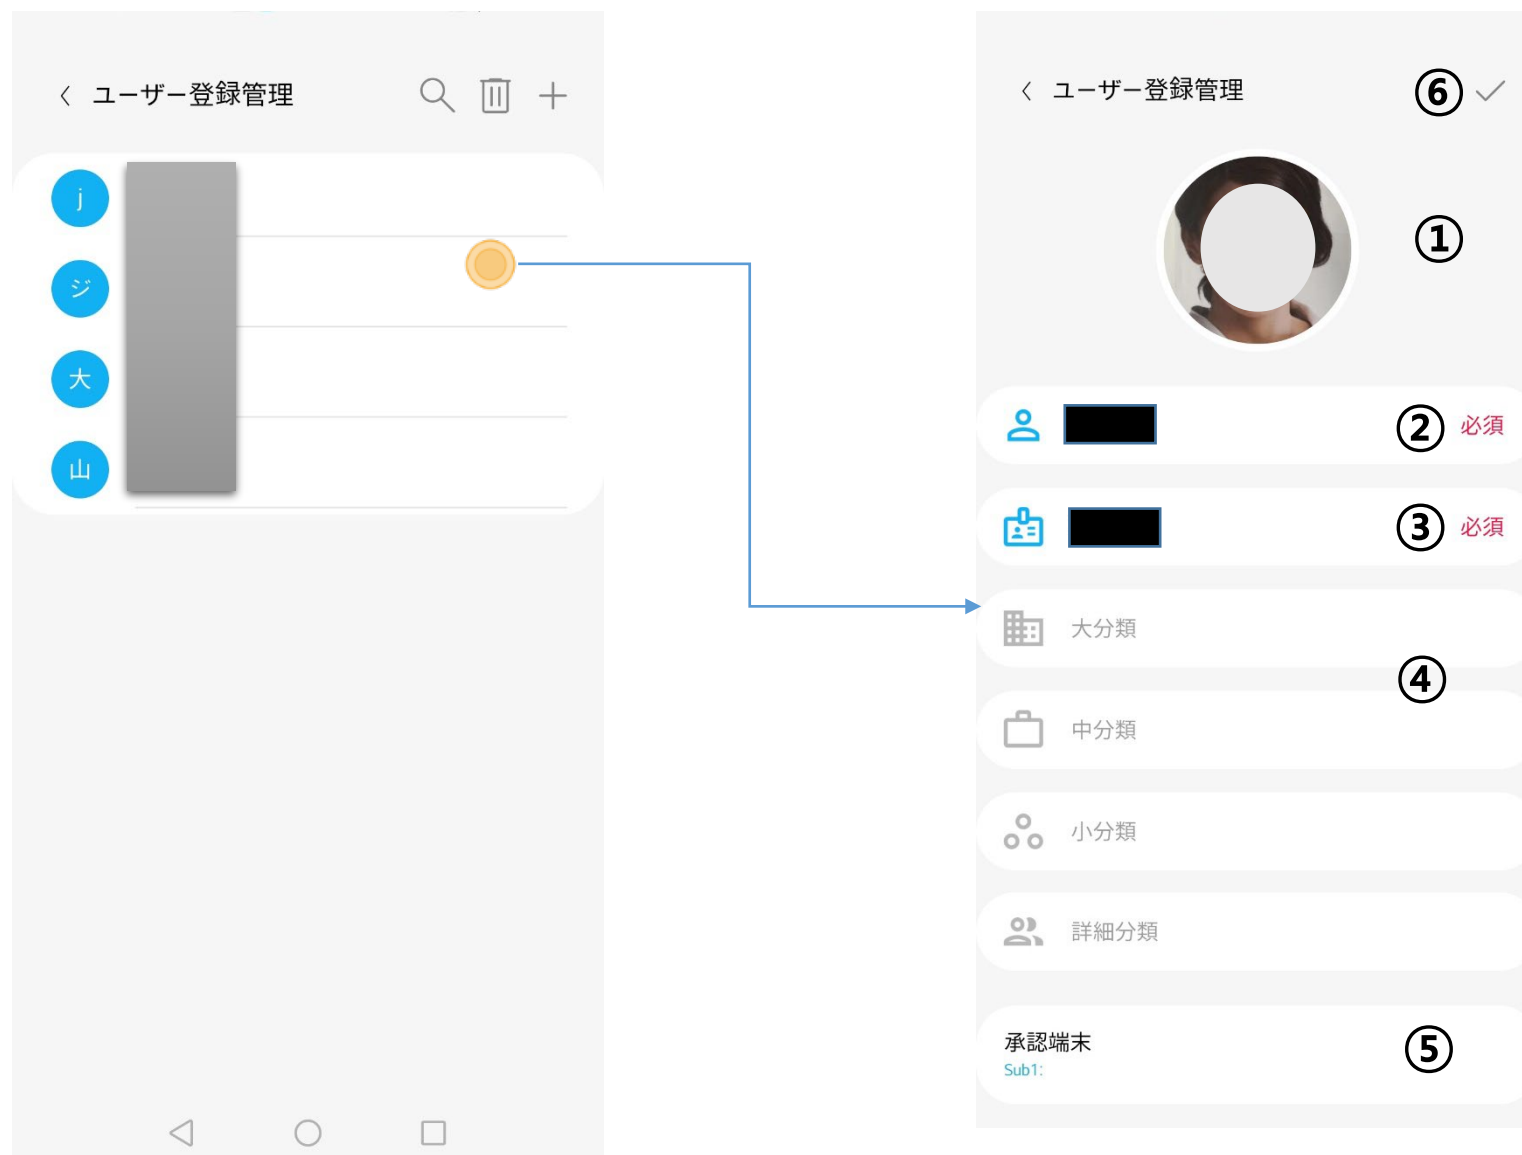 ユーザー登録管理
j
ジ
大
山
ユーザー登録管理
⑥
①
② 必須
③ 必須
大分類
④
中分類
小分類
詳細分類
承認端末
⑤
Sub1: